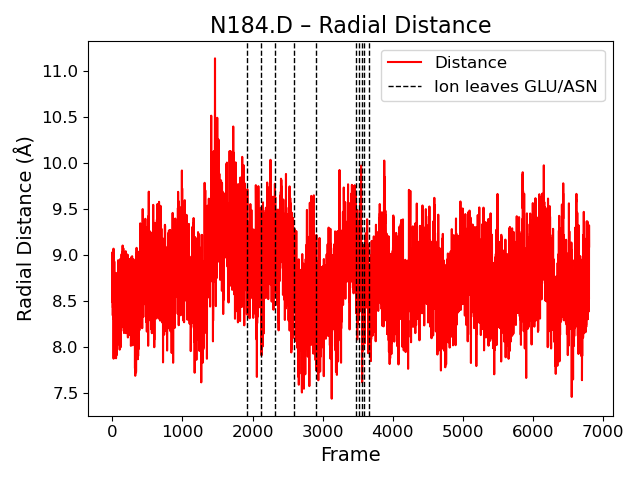 N184.D – Radial Distance
Distance
Ion leaves GLU/ASN
Radial Distance (Å)
11.0
10.5
10.0
9.5
9.0
8.5
8.0
7.5
0 1000 2000 3000 4000 5000 6000 7000
Frame